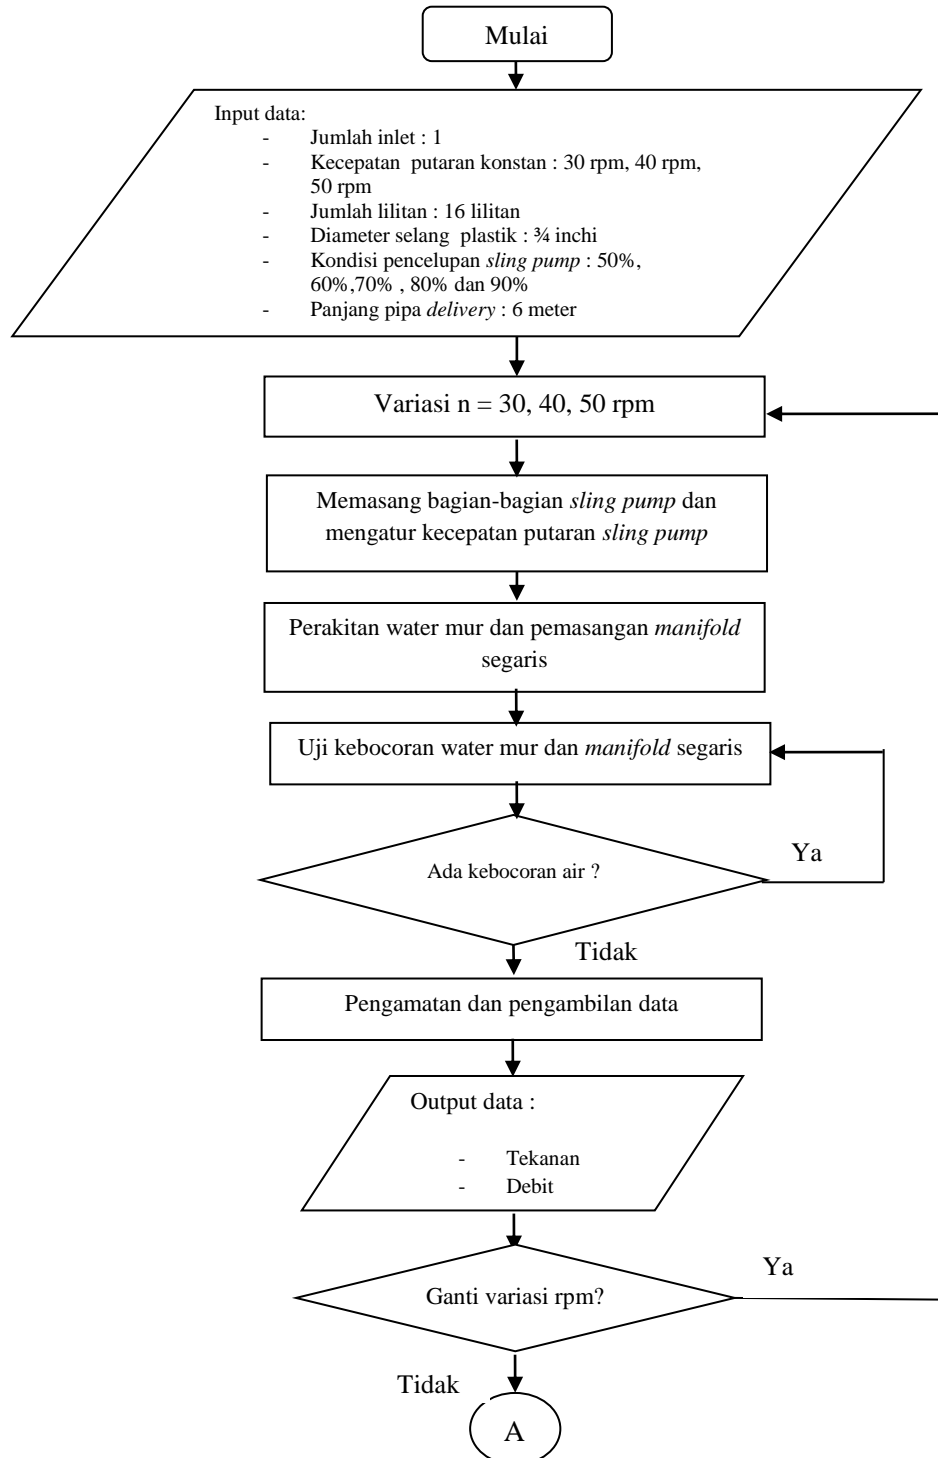 Mulai
Input data:
- Jumlah inlet : 1
- Kecepatan putaran konstan : 30 rpm, 40 rpm,
50 rpm
- Jumlah lilitan : 16 lilitan
- Diameter selang plastik : ¾ inchi
- Kondisi pencelupan sling pump : 50%,
60%,70% , 80% dan 90%
- Panjang pipa delivery : 6 meter
Variasi n = 30, 40, 50 rpm
Memasang bagian-bagian sling pump dan
mengatur kecepatan putaran sling pump
Perakitan water mur dan pemasangan manifold
segaris
Uji kebocoran water mur dan manifold segaris
Ada kebocoran air ?
Ya
Tidak
Pengamatan dan pengambilan data
Output data :
- Tekanan
- Debit
Ganti variasi rpm?
Ya
Tidak
A